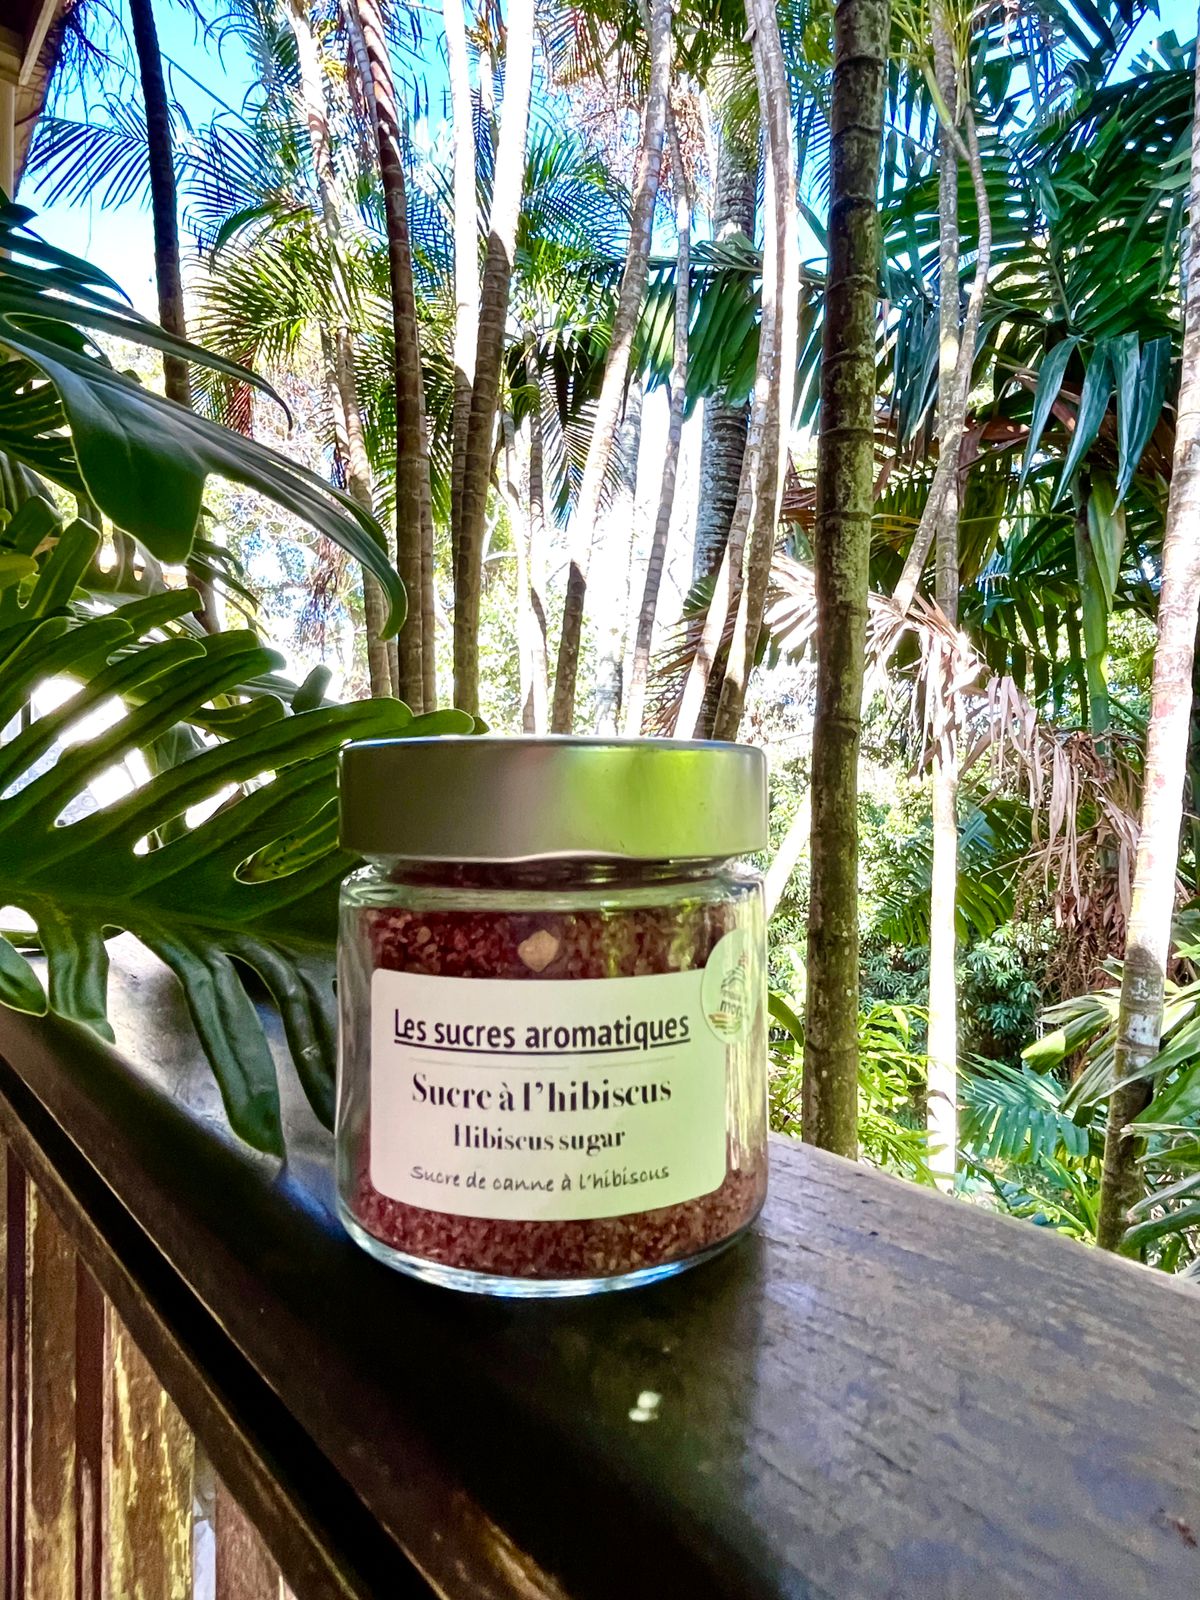 Les sucres aromatiques
Sucre à l'hibiscus
Hibiscus sugar
Sucre de canne à l'hibiscus